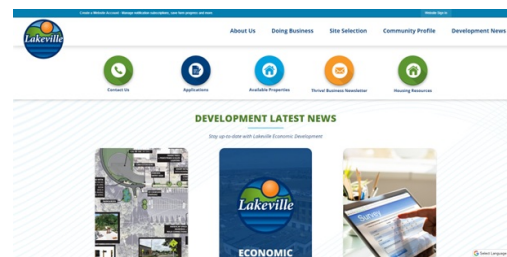 Create a Website Account - Manage notification subscriptions, save form progress and more.
Website Sign In
Lakeville
About Us
Doing Business
Site Selection
Community Profile
Development News
Contact Us
Applications
Available Properties
Thrival Business Newsletter
Housing Resources
DEVELOPMENT LATEST NEWS
Stay up-to-date with Lakeville Economic Development
Lakeville
Survey
ECONOMIC
Select Language